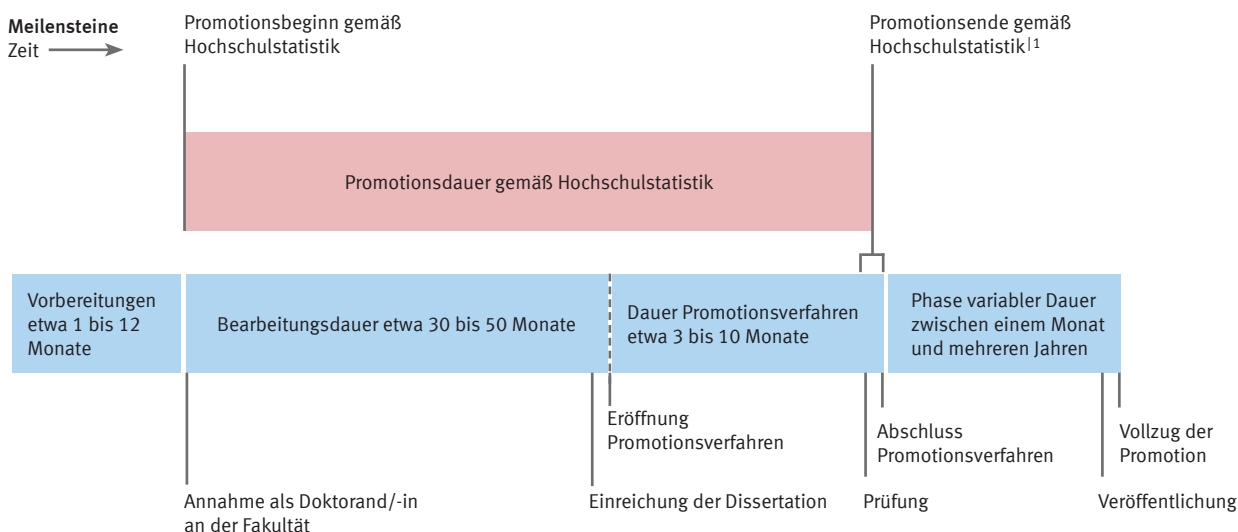 Meilensteine
Zeit
Promotionsbeginn gemäß
Hochschulstatistik
Promotionsende gemäß
Hochschulstatistik|1
Promotionsdauer gemäß Hochschulstatistik
Vorbereitungen
etwa 1 bis 12
Monate
Bearbeitungsdauer etwa 30 bis 50 Monate
Dauer Promotionsverfahren
etwa 3 bis 10 Monate
Phase variabler Dauer
zwischen einem Monat
und mehreren Jahren
Eröffnung
Promotionsverfahren
Abschluss
Promotionsverfahren
Vollzug der
Promotion
Annahme als Doktorand/-in
an der Fakultät
Einreichung der Dissertation
Prüfung
Veröffentlichung